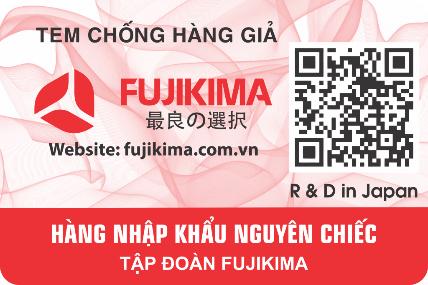 TEM CHỐNG HÀNG GIẢ
FUJIKIMA
最良の選択
Website: fujikima.com.vn
R & D in Japan
HÀNG NHẬP KHẨU NGUYÊN CHIẾC
TẬP ĐOÀN FUJIKIMA